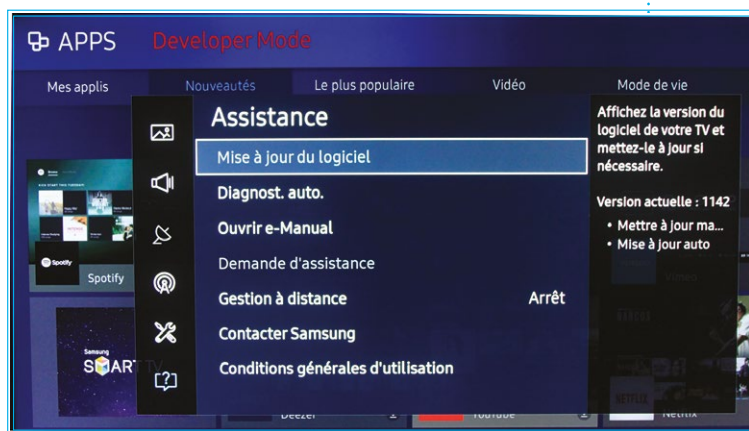 APPS Developer Mode
Mes applis Nouveautés Le plus populaire Vidéo Mode de vie
Assistance
Mise à jour du logiciel
Diagnost. auto.
Ouvrir e-Manual
Demande d'assistance
Gestion à distance Arrêt
Contacter Samsung
Conditions générales d'utilisation
Affichez la version du
logiciel de votre TV et
mettez-le à jour si
nécessaire.
Version actuelle : 1142
• Mettre à jour ma...
• Mise à jour auto
Spotify
Spotify
Samsung
SMART TV
Deezer
YouTube
NETFLIX
Netflix